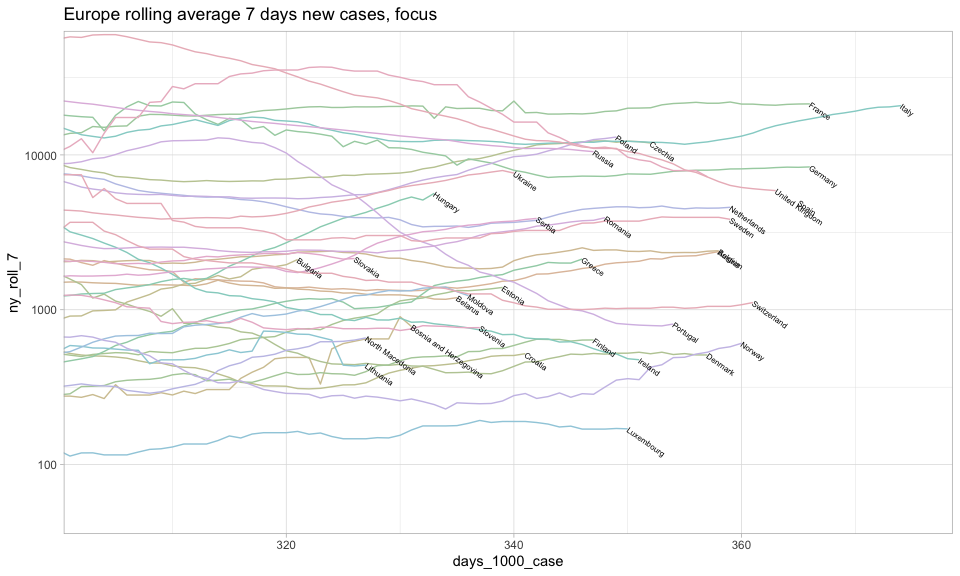 Europe rolling average 7 days new cases, focus
ny_roll_7
10000
1000
100
France
Italy
Poland
Czechia
Russia
Germany
Ukraine
Hungary
United Kingdom
Spain
Netherlands
Sweden
Serbia
Romania
Bulgaria
Slovakia
Greece
Estonia
Moldova
Belarus
Switzerland
Portugal
Slovenia
Bosnia and Herzegovina
North Macedonia
Lithuania
Croatia
Finland
Ireland
Denmark
Norway
Luxembourg
320
340
360
days_1000_case